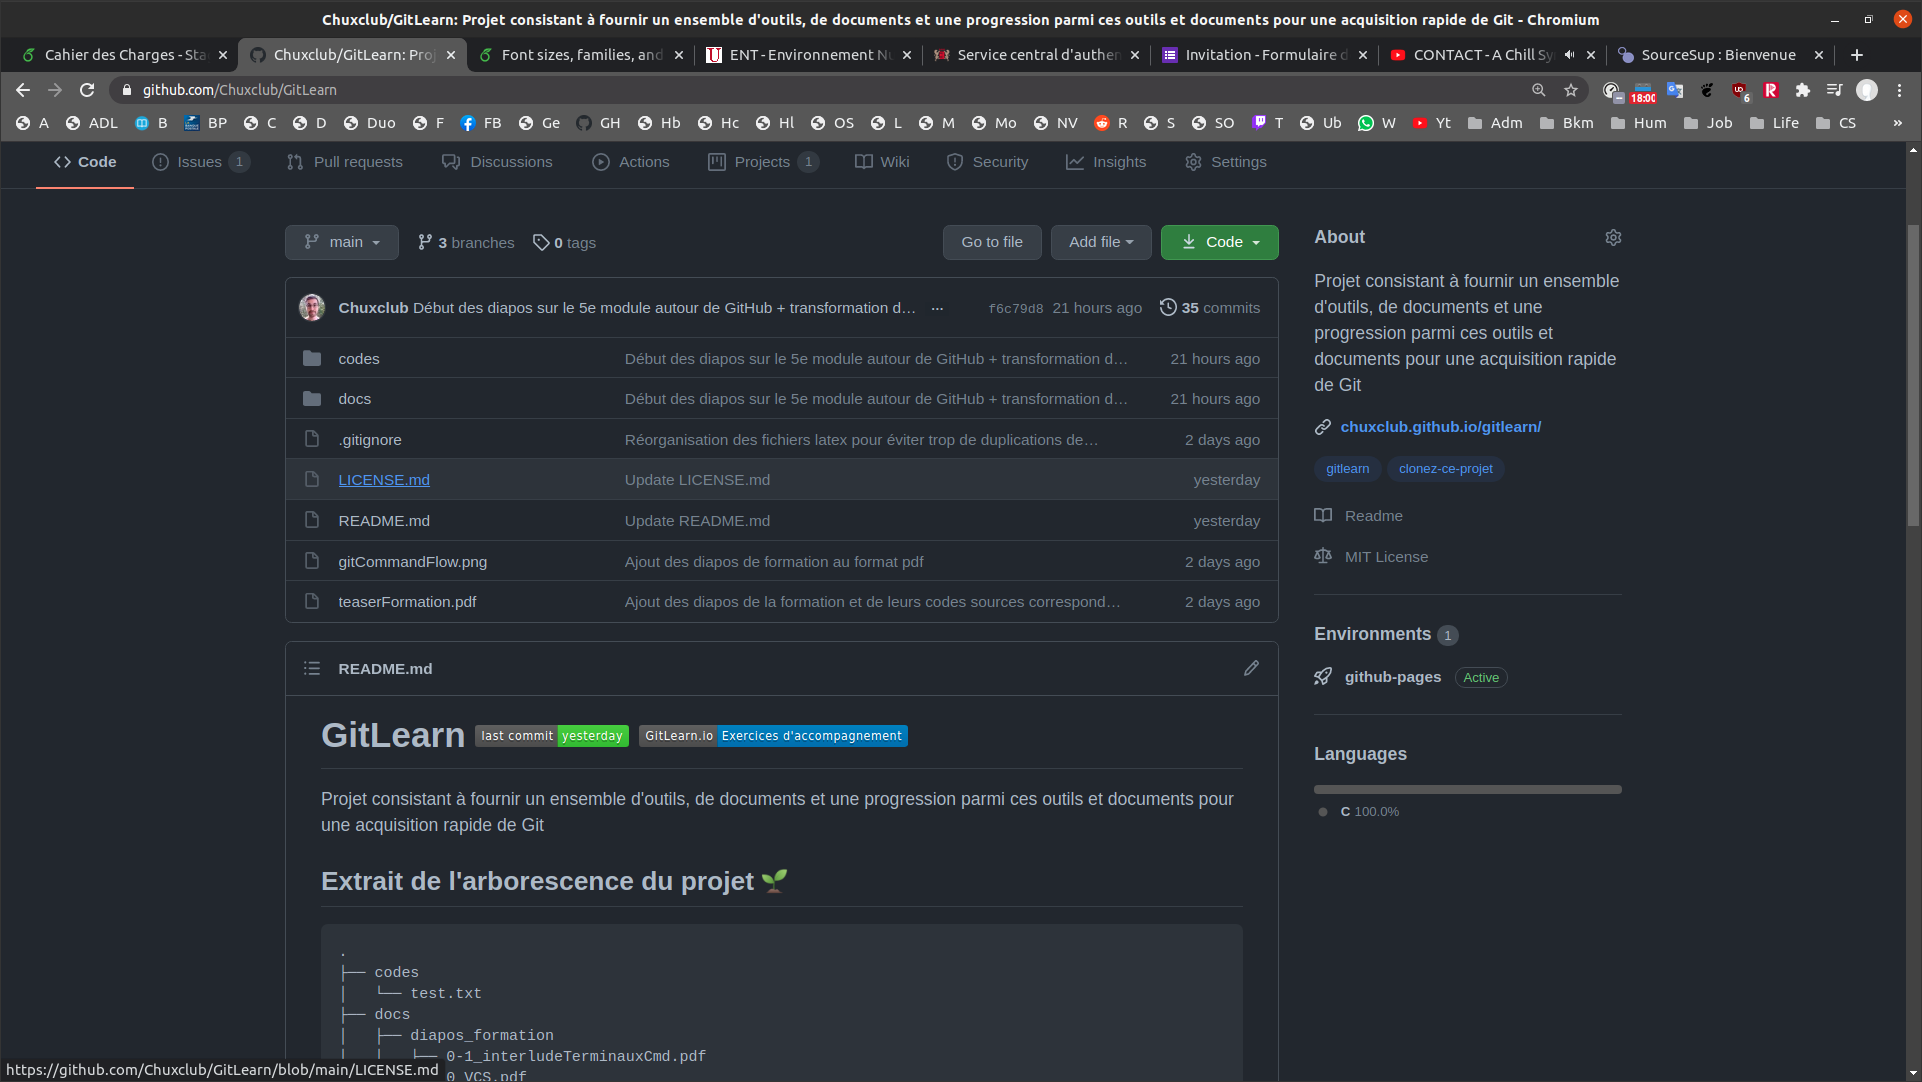 Chuxclub/GitLearn: Projet consistant à fournir un ensemble d'outils, de documents et une progression parmi ces outils et documents pour une acquisition rapide de Git - Chromium
Cahier des Charges - Sta
Chuxclub/GitLearn: Proj
Font sizes, families, and
ENT - Environnement Nu
Service central d'authen
Invitation - Formulaire d
CONTACT - A Chill Sy
SourceSup : Bienvenue
github.com/Chuxclub/GitLearn
18:00
6
A ADL B BP C D Duo F FB Ge GH Hb Hc Hl OS L M Mo NV R S SO T Ub W Yt Adm Bkm Hum Job Life CS »
Code
Issues 1
Pull requests
Discussions
Actions
Projects 1
Wiki
Security
Insights
Settings
main
3 branches
0 tags
Go to file
Add file
Code
Chuxclub Début des diapos sur le 5e module autour de GitHub + transformation d… ... f6c79d8 21 hours ago 35 commits
codes Début des diapos sur le 5e module autour de GitHub + transformation d… 21 hours ago
docs Début des diapos sur le 5e module autour de GitHub + transformation d… 21 hours ago
.gitignore Réorganisation des fichiers latex pour éviter trop de duplications de… 2 days ago
LICENSE.md Update LICENSE.md yesterday
README.md Update README.md yesterday
gitCommandFlow.png Ajout des diapos de formation au format pdf 2 days ago
teaserFormation.pdf Ajout des diapos de la formation et de leurs codes sources correspond… 2 days ago
README.md
GitLearn last commit yesterday GitLearn.io Exercices d'accompagnement
Projet consistant à fournir un ensemble d'outils, de documents et une progression parmi ces outils et documents pour
une acquisition rapide de Git
Extrait de l'arborescence du projet
.
├── codes
│   └── test.txt
├── docs
│   ├── diapos_formation
│   │   ├── 0-1_interludeTerminauxCmd.pdf
0_VCS.pdf
About
Projet consistant à fournir un ensemble
d'outils, de documents et une
progression parmi ces outils et
documents pour une acquisition rapide
de Git
chuxclub.github.io/gitlearn/
gitlearn clonez-ce-projet
Readme
MIT License
Environments 1
github-pages Active
Languages
C 100.0%
https://github.com/Chuxclub/GitLearn/blob/main/LICENSE.md